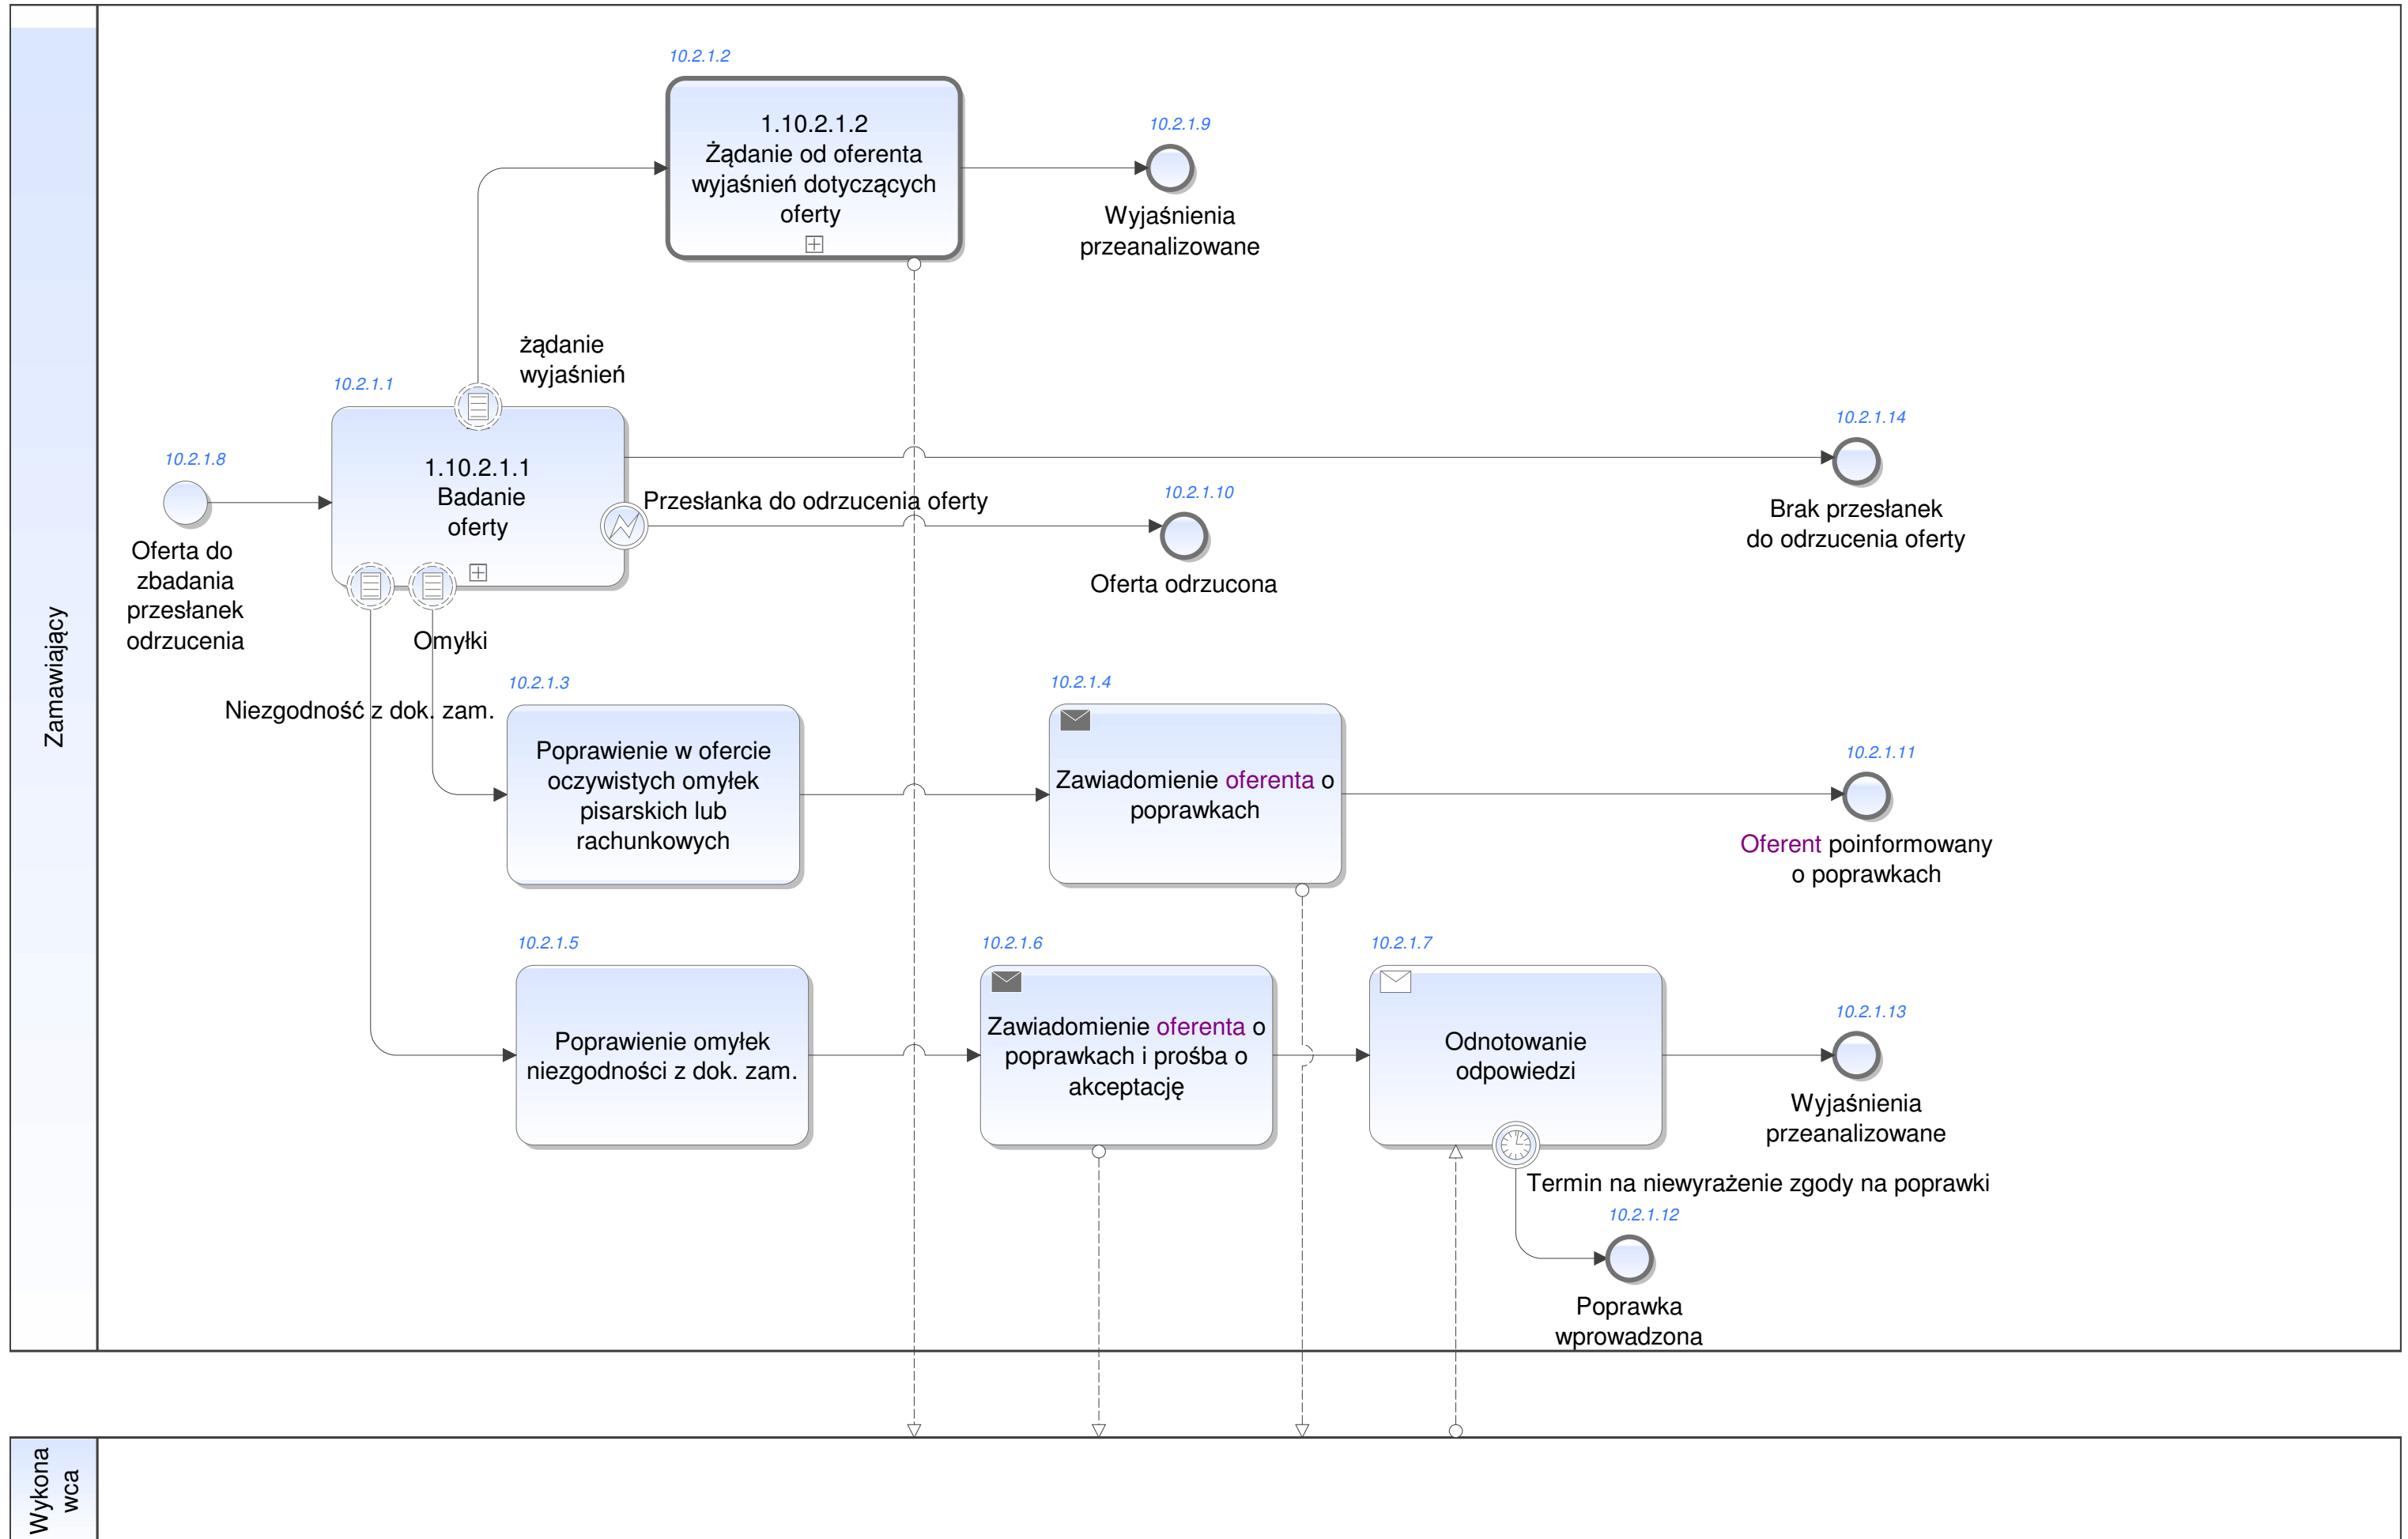 10.2.1.2
1.10.2.1.2
Żądanie od oferenta
wyjaśnień dotyczących
oferty
10.2.1.9
Wyjaśnienia
przeanalizowane
żądanie
wyjaśnień
10.2.1.1
1.10.2.1.1
Badanie
oferty
10.2.1.8
Oferta do
zbadania
przesłanek
odrzucenia
10.2.1.14
Brak przesłanek
do odrzucenia oferty
Przesłanka do odrzucenia oferty
10.2.1.10
Oferta odrzucona
Omyłki
Niezgodność z dok. zam.
Zamawiający
10.2.1.3
Poprawienie w ofercie
oczywistych omyłek
pisarskich lub
rachunkowych
10.2.1.4
Zawiadomienie oferenta o
poprawkach
10.2.1.11
Oferent poinformowany
o poprawkach
10.2.1.5
Poprawienie omyłek
niezgodności z dok. zam.
10.2.1.6
Zawiadomienie oferenta o
poprawkach i prośba o
akceptację
10.2.1.7
Odnotowanie
odpowiedzi
10.2.1.13
Wyjaśnienia
przeanalizowane
Termin na niewyrażenie zgody na poprawki
10.2.1.12
Poprawka
wprowadzona
Wykona
wca